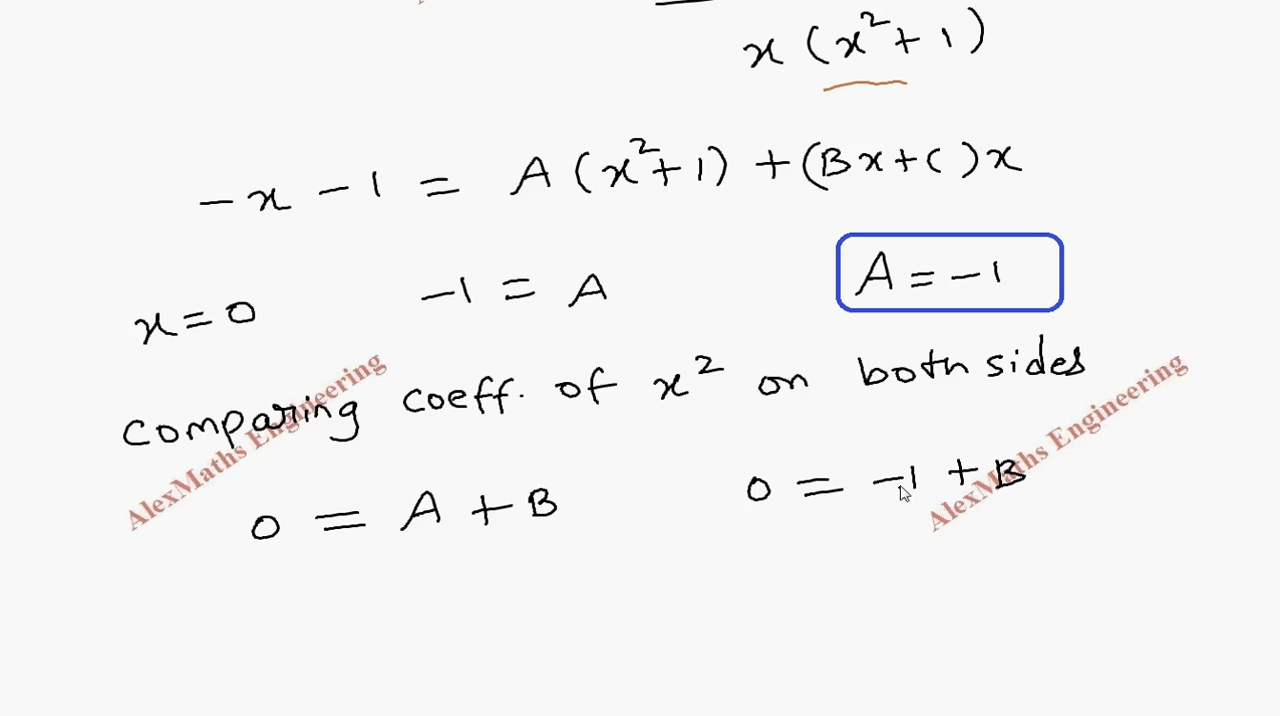 x (x² + 1)
-x - 1 = A (x² + 1) + (Bx + C) x
x = 0 -1 = A A = -1
comparing coeff. of x² on both sides
0 = A + B 0 = -1 + B
AlexMaths Engineering
AlexMaths Engineering